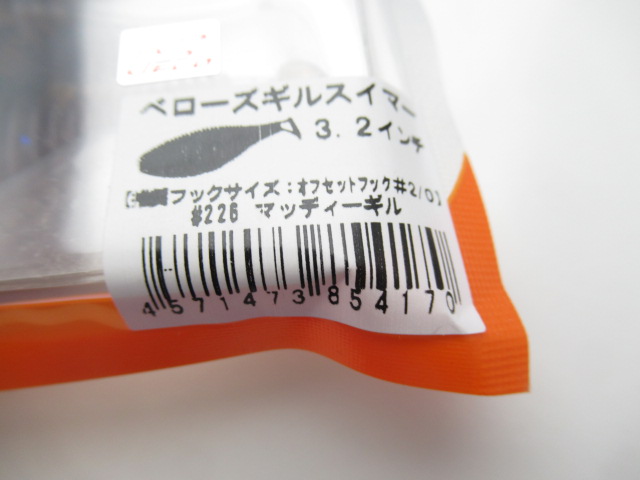 ベローズギルスイマー
3.2インチ
フックサイズ:オフセットフック#2/0】
#226 マッディーギル
4571473854170